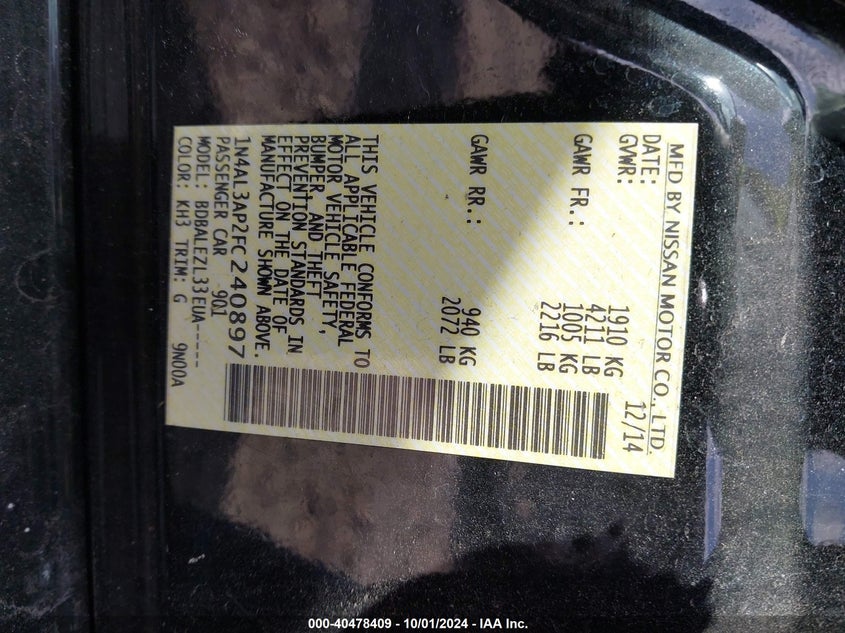 MFD BY NISSAN MOTOR CO., LTD.
DATE: 12/14
GVWR: 1910 KG
4211 LB
GAWR FR.: 1005 KG
2216 LB
GAWR RR.: 940 KG
2072 LB
THIS VEHICLE CONFORMS TO
ALL APPLICABLE FEDERAL
MOTOR VEHICLE SAFETY,
BUMPER, AND THEFT
PREVENTION STANDARDS IN
EFFECT ON THE DATE OF
MANUFACTURE SHOWN ABOVE.
1N4AL3AP2FC240897
PASSENGER CAR 901
MODEL: BDBALEZL33EUA-----
COLOR: KH3 TRIM: G 9N00A
000-40478409 - 10/01/2024 - IAA Inc.